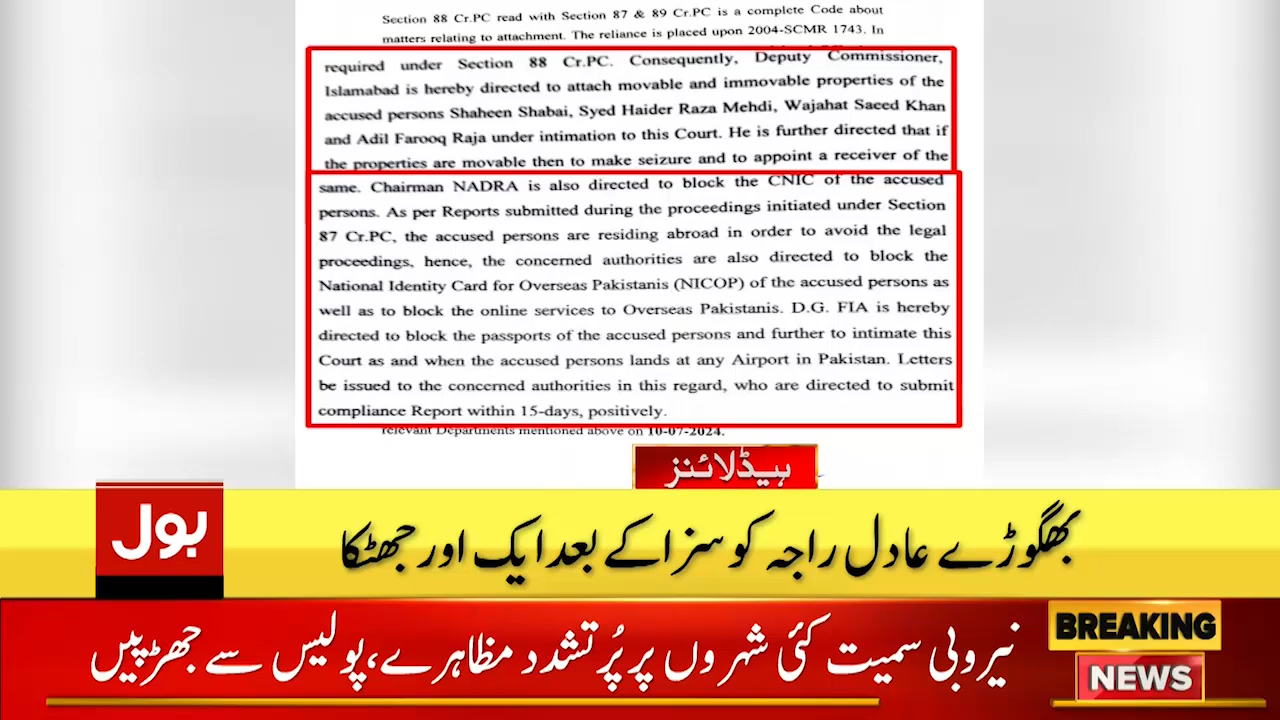 Section 88 Cr.PC read with Section 87 & 89 Cr.PC is a complete Code about
matters relating to attachment. The reliance is placed upon 2004-SCMR 1743. In
required under Section 88 Cr.PC. Consequently, Deputy Commissioner,
Islamabad is hereby directed to attach movable and immovable properties of the
accused persons Shaheen Shabai, Syed Haider Raza Mehdi, Wajahat Saeed Khan
and Adil Farooq Raja under intimation to this Court. He is further directed that if
the properties are movable then to make seizure and to appoint a receiver of the
same. Chairman NADRA is also directed to block the CNIC of the accused
persons. As per Reports submitted during the proceedings initiated under Section
87 Cr.PC, the accused persons are residing abroad in order to avoid the legal
proceedings, hence, the concerned authorities are also directed to block the
National Identity Card for Overseas Pakistanis (NICOP) of the accused persons as
well as to block the online services to Overseas Pakistanis. D.G. FIA is hereby
directed to block the passports of the accused persons and further to intimate this
Court as and when the accused persons lands at any Airport in Pakistan. Letters
be issued to the concerned authorities in this regard, who are directed to submit
compliance Report within 15-days, positively.
relevant Departments mentioned above on 10-07-2024.
ہیڈلائنز
بول
بھگوڑے عادل راجہ کو سزا کے بعد ایک اور جھٹکا
BREAKING
NEWS
نیروبی سمیت کئی شہروں پر پُرتشدد مظاہرے، پولیس سے جھڑپیں